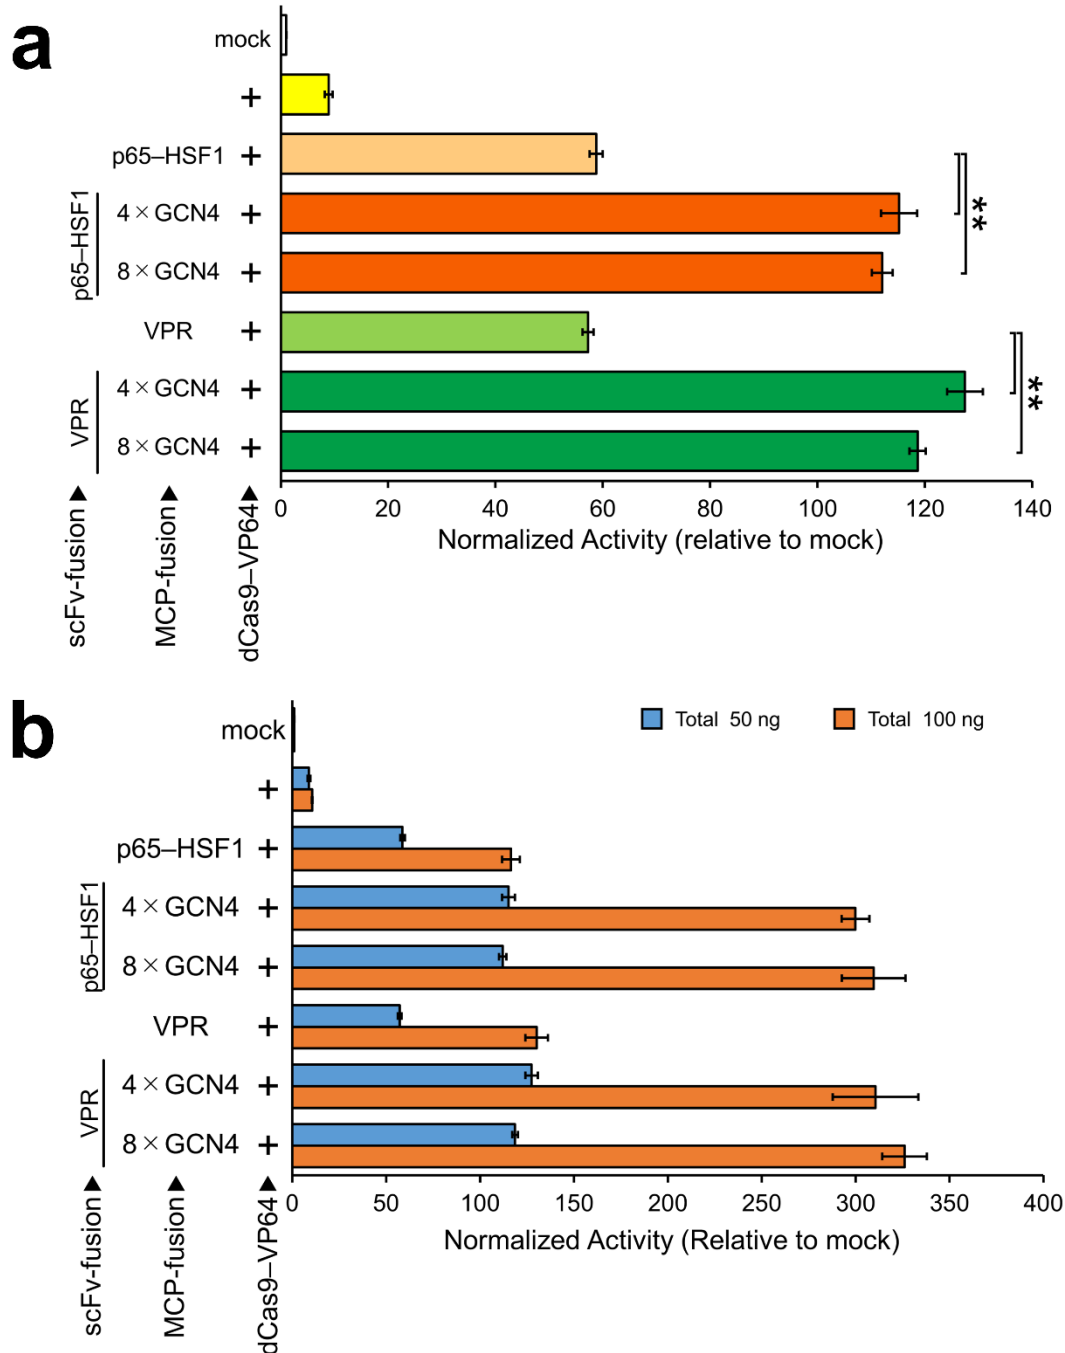 a
mock
+
p65–HSF1 +
p65–HSF1
4 × GCN4 +
8 × GCN4 +
**
VPR +
VPR
4 × GCN4 +
8 × GCN4 +
**
0 20 40 60 80 100 120 140
Normalized Activity (relative to mock)
scFv-fusion ▶
MCP-fusion ▶
dCas9–VP64 ▶
b
mock
Total 50 ng
Total 100 ng
+
p65–HSF1 +
p65–HSF1
4 × GCN4 +
8 × GCN4 +
VPR +
VPR
4 × GCN4 +
8 × GCN4 +
0 50 100 150 200 250 300 350 400
Normalized Activity (Relative to mock)
scFv-fusion ▶
MCP-fusion ▶
dCas9–VP64 ▶